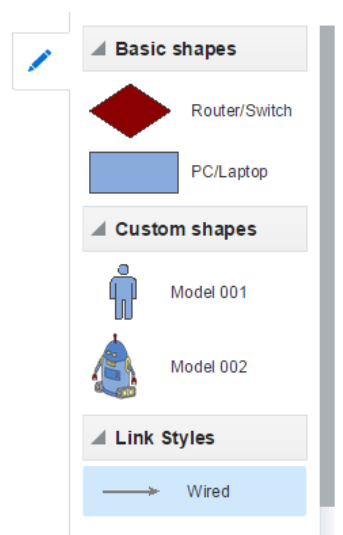 Basic shapes
Router/Switch
PC/Laptop
Custom shapes
Model 001
Model 002
Link Styles
Wired